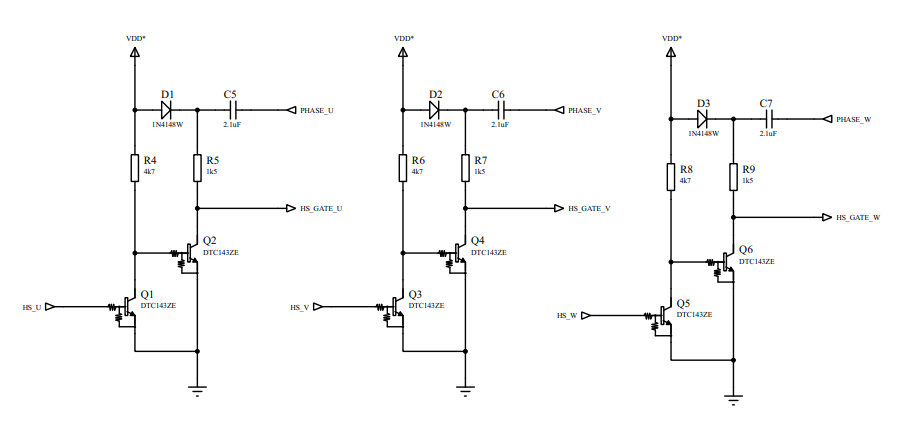 VDD*
D1
1N4148W
C5
2.1uF
PHASE_U
R4
4k7
R5
1k5
HS_GATE_U
Q2
DTC143ZE
Q1
DTC143ZE
HS_U
VDD*
D2
1N4148W
C6
2.1uF
PHASE_V
R6
4k7
R7
1k5
HS_GATE_V
Q4
DTC143ZE
Q3
DTC143ZE
HS_V
VDD*
D3
1N4148W
C7
2.1uF
PHASE_W
R8
4k7
R9
1k5
HS_GATE_W
Q6
DTC143ZE
Q5
DTC143ZE
HS_W